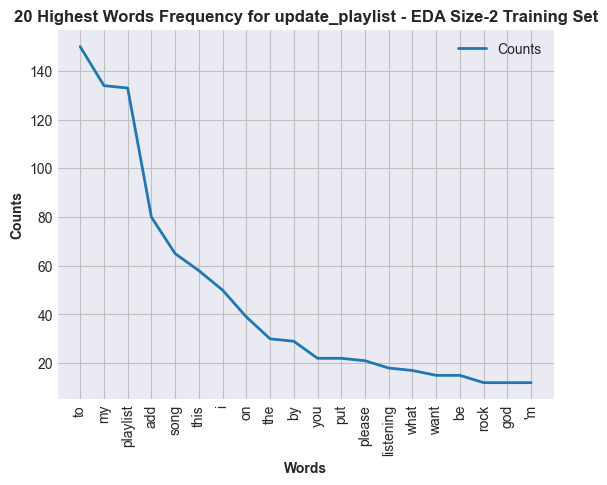 20 Highest Words Frequency for update_playlist - EDA Size-2 Training Set
Counts
140
120
100
80
60
40
20
Counts
to
my
playlist
add
song
this
i
on
the
by
you
put
please
listening
what
want
be
rock
god
'm
Words